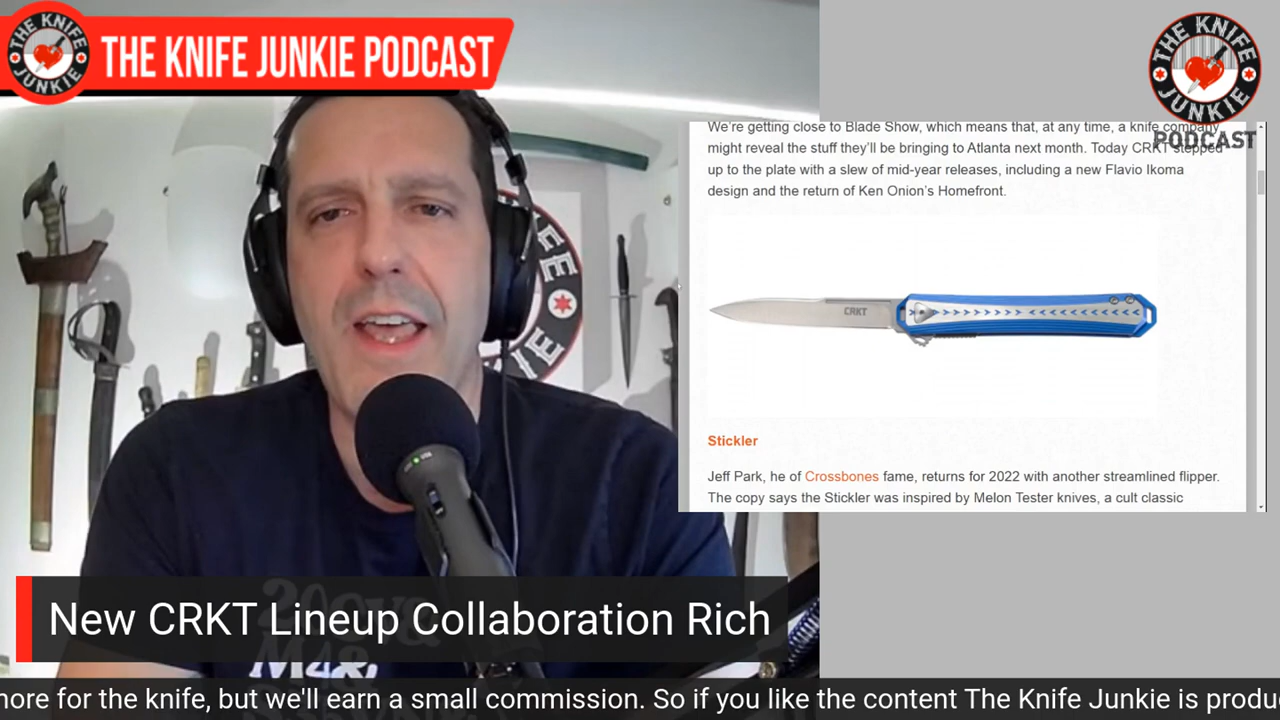 THE KNIFE JUNKIE
THE KNIFE JUNKIE PODCAST
THE KNIFE
JUNKIE
PODCAST
We're getting close to Blade Show, which means that, at any time, a knife company
might reveal the stuff they'll be bringing to Atlanta next month. Today CRKT stepped
up to the plate with a slew of mid-year releases, including a new Flavio Ikoma
design and the return of Ken Onion's Homefront.
CRKT
Stickler
Jeff Park, he of Crossbones fame, returns for 2022 with another streamlined flipper.
The copy says the Stickler was inspired by Melon Tester knives, a cult classic
New CRKT Lineup Collaboration Rich
more for the knife, but we'll earn a small commission. So if you like the content The Knife Junkie is produ